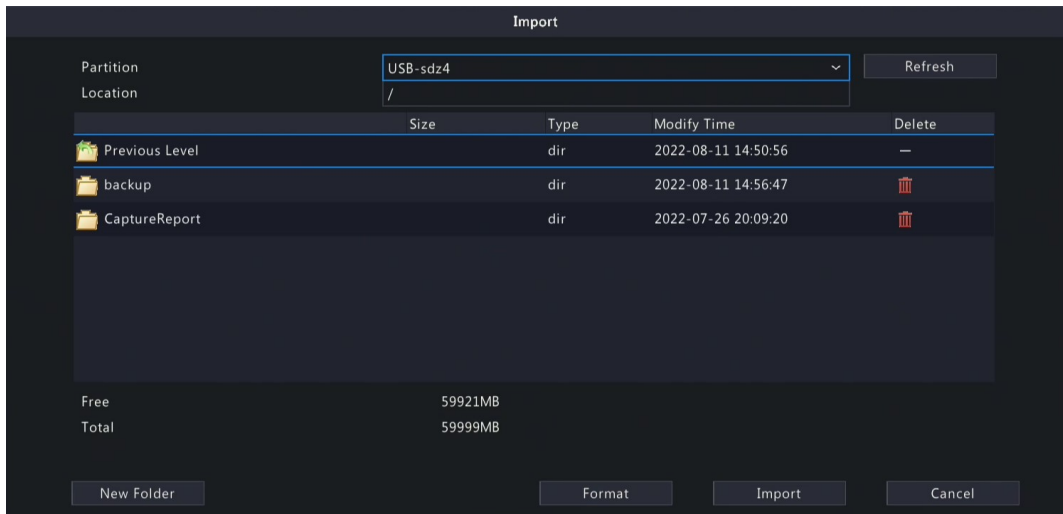 Import
Partition USB-sdz4 Refresh
Location /
Size Type Modify Time Delete
Previous Level dir 2022-08-11 14:50:56 —
backup dir 2022-08-11 14:56:47
CaptureReport dir 2022-07-26 20:09:20
Free 59921MB
Total 59999MB
New Folder Format Import Cancel